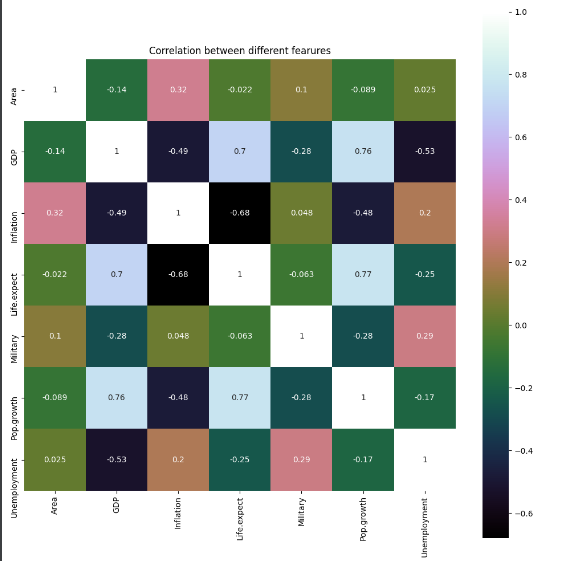 Correlation between different fearures
Area 1 -0.14 0.32 -0.022 0.1 -0.089 0.025
GDP -0.14 1 -0.49 0.7 -0.28 0.76 -0.53
Inflation 0.32 -0.49 1 -0.68 0.048 -0.48 0.2
Life.expect -0.022 0.7 -0.68 1 -0.063 0.77 -0.25
Military 0.1 -0.28 0.048 -0.063 1 -0.28 0.29
Pop.growth -0.089 0.76 -0.48 0.77 -0.28 1 -0.17
Unemployment 0.025 -0.53 0.2 -0.25 0.29 -0.17 1
Area GDP Inflation Life.expect Military Pop.growth Unemployment
1.0
0.8
0.6
0.4
0.2
0.0
-0.2
-0.4
-0.6